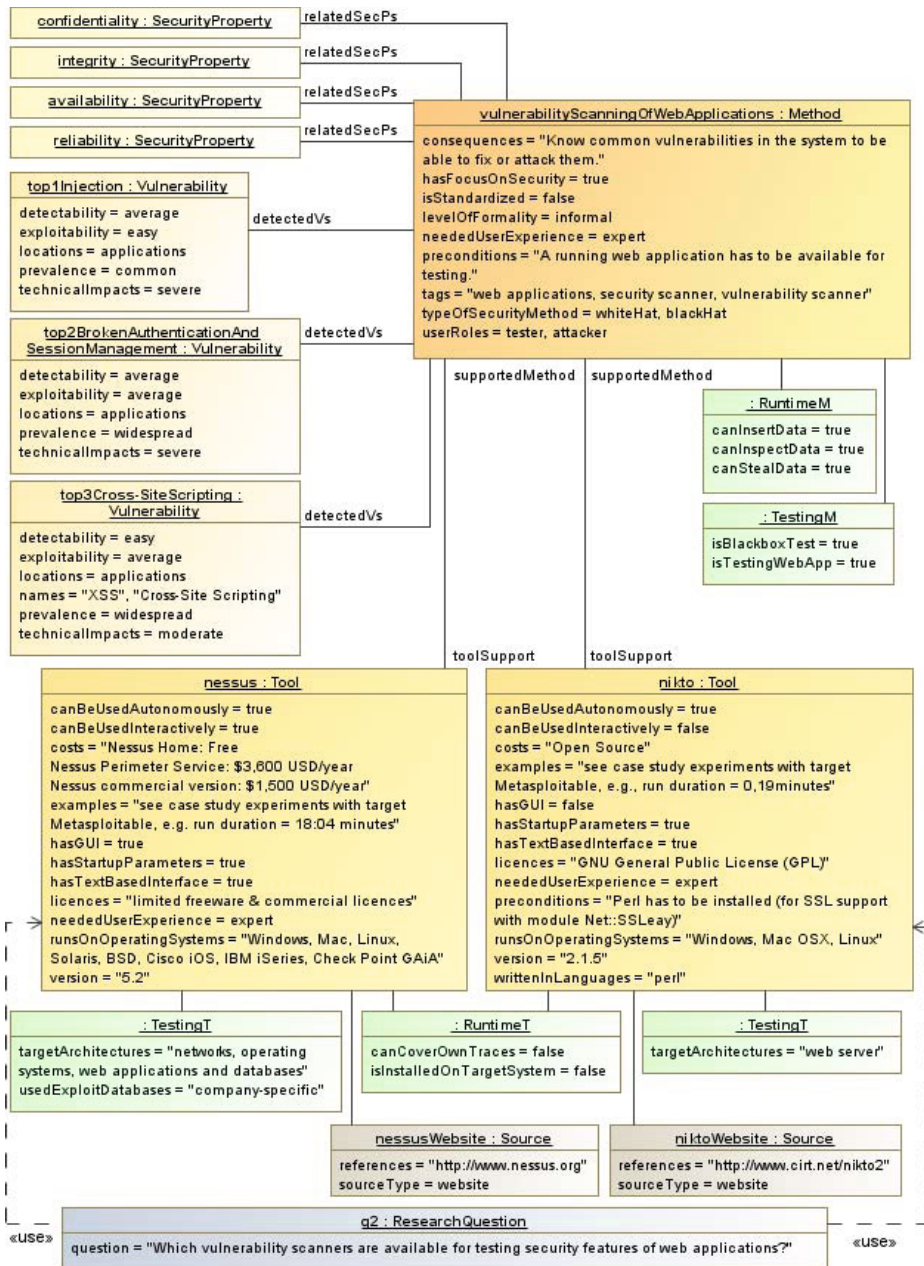 confidentiality : SecurityProperty
relatedSecPs
integrity : SecurityProperty
relatedSecPs
availability : SecurityProperty
relatedSecPs
reliability : SecurityProperty
relatedSecPs
vulnerabilityScanningOfWebApplications : Method
consequences = "Know common vulnerabilities in the system to be
able to fix or attack them."
hasFocusOnSecurity = true
isStandardized = false
levelOfFormality = informal
neededUserExperience = expert
preconditions = "A running web application has to be available for
testing."
tags = "web applications, security scanner, vulnerability scanner"
typeOfSecurityMethod = whiteHat, blackHat
userRoles = tester, attacker
top1Injection : Vulnerability
detectability = average
exploitability = easy
locations = applications
prevalence = common
technicalImpacts = severe
detectedVs
top2BrokenAuthenticationAnd
SessionManagement : Vulnerability
detectability = average
exploitability = average
locations = applications
prevalence = widespread
technicalImpacts = severe
detectedVs
top3Cross-SiteScripting :
Vulnerability
detectability = easy
exploitability = average
locations = applications
names = "XSS", "Cross-Site Scripting"
prevalence = widespread
technicalImpacts = moderate
detectedVs
supportedMethod
supportedMethod
: RuntimeM
canInsertData = true
canInspectData = true
canStealData = true
: TestingM
isBlackboxTest = true
isTestingWebApp = true
toolSupport
toolSupport
nessus : Tool
canBeUsedAutonomously = true
canBeUsedInteractively = true
costs = "Nessus Home: Free
Nessus Perimeter Service: $3,600 USD/year
Nessus commercial version: $1,500 USD/year"
examples = "see case study experiments with target
Metasploitable, e.g. run duration = 18:04 minutes"
hasGUI = true
hasStartupParameters = true
hasTextBasedInterface = true
licences = "limited freeware & commercial licences"
neededUserExperience = expert
runsOnOperatingSystems = "Windows, Mac, Linux,
Solaris, BSD, Cisco iOS, IBM iSeries, Check Point GAiA"
version = "5.2"
nikto : Tool
canBeUsedAutonomously = true
canBeUsedInteractively = false
costs = "Open Source"
examples = "see case study experiments with target
Metasploitable, e.g., run duration = 0,19minutes"
hasGUI = false
hasStartupParameters = true
hasTextBasedInterface = true
licences = "GNU General Public License (GPL)"
neededUserExperience = expert
preconditions = "Perl has to be installed (for SSL support
with module Net::SSLeay)"
runsOnOperatingSystems = "Windows, Mac OSX, Linux"
version = "2.1.5"
writtenInLanguages = "perl"
: TestingT
targetArchitectures = "networks, operating
systems, web applications and databases"
usedExploitDatabases = "company-specific"
: RuntimeT
canCoverOwnTraces = false
isInstalledOnTargetSystem = false
: TestingT
targetArchitectures = "web server"
nessusWebsite : Source
references = "http://www.nessus.org"
sourceType = website
niktoWebsite : Source
references = "http://www.cirt.net/nikto2"
sourceType = website
«use»
q2 : ResearchQuestion
question = "Which vulnerability scanners are available for testing security features of web applications?"
«use»